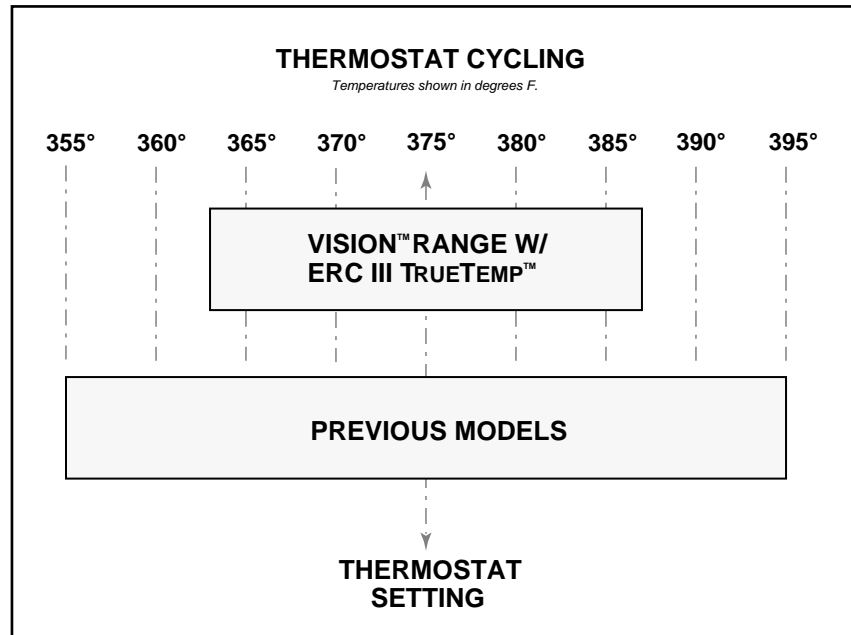 THERMOSTAT CYCLING
Temperatures shown in degrees F.
355° 360° 365° 370° 375° 380° 385° 390° 395°
VISION™ RANGE W/
ERC III TRUETEMP™
PREVIOUS MODELS
THERMOSTAT
SETTING